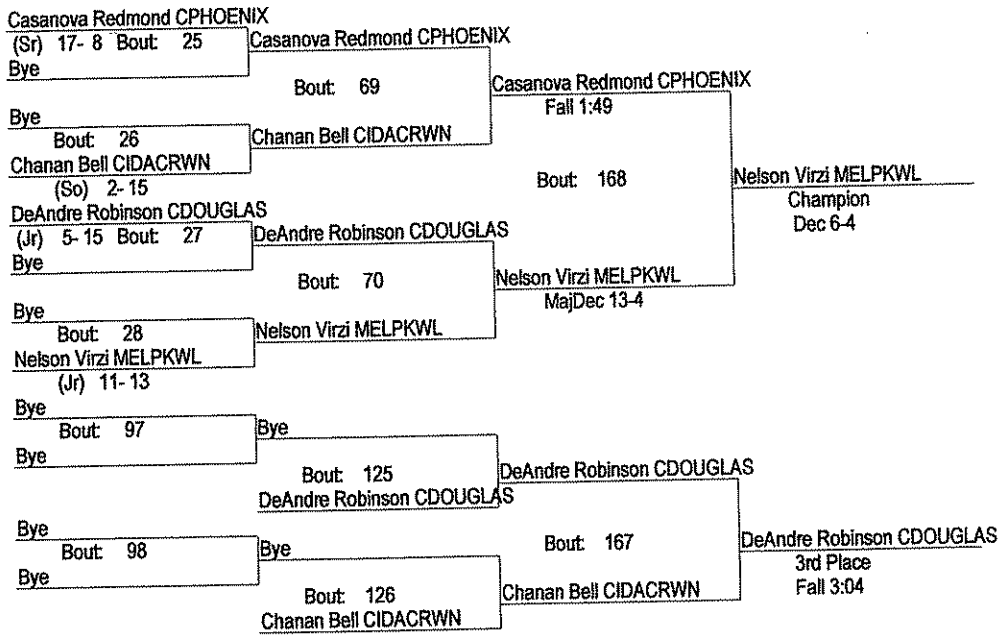 Casanova Redmond CPHOENIX
(Sr) 17- 8 Bout: 25
Bye
Casanova Redmond CPHOENIX
Bout: 69
Casanova Redmond CPHOENIX
Fall 1:49
Bye
Bout: 26
Chanan Bell CIDACRWN
(So) 2- 15
Chanan Bell CIDACRWN
Bout: 168
Nelson Virzi MELPKWL
Champion
Dec 6-4
DeAndre Robinson CDOUGLAS
(Jr) 5- 15 Bout: 27
Bye
DeAndre Robinson CDOUGLAS
Bout: 70
Nelson Virzi MELPKWL
MajDec 13-4
Bye
Bout: 28
Nelson Virzi MELPKWL
(Jr) 11- 13
Nelson Virzi MELPKWL
Bye
Bout: 97
Bye
Bye
Bout: 125
DeAndre Robinson CDOUGLAS
DeAndre Robinson CDOUGLAS
Bye
Bout: 98
Bye
Bye
Bout: 126
Chanan Bell CIDACRWN
Bout: 167
Chanan Bell CIDACRWN
DeAndre Robinson CDOUGLAS
3rd Place
Fall 3:04